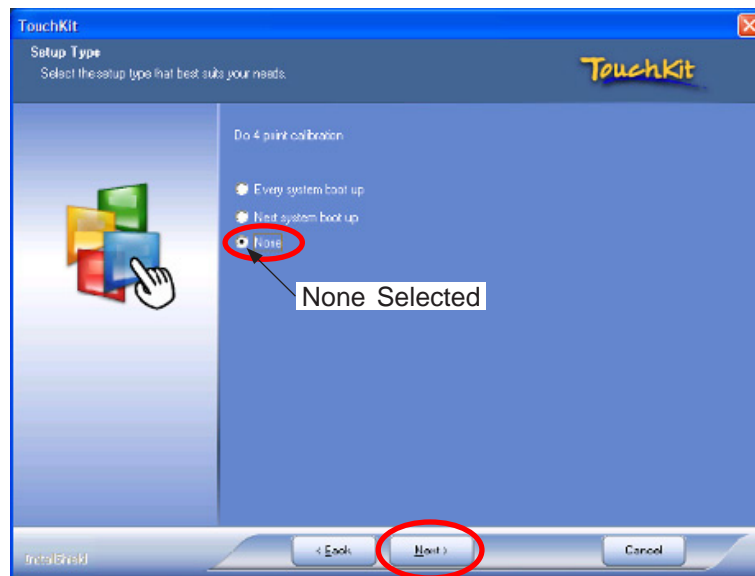 TouchKit
Setup Type
Select the setup type that best suits your needs.
TouchKit
Do 4 point calibration
Every system boot up
Next system boot up
None
None Selected
InstallShield
< Back
Next >
Cancel